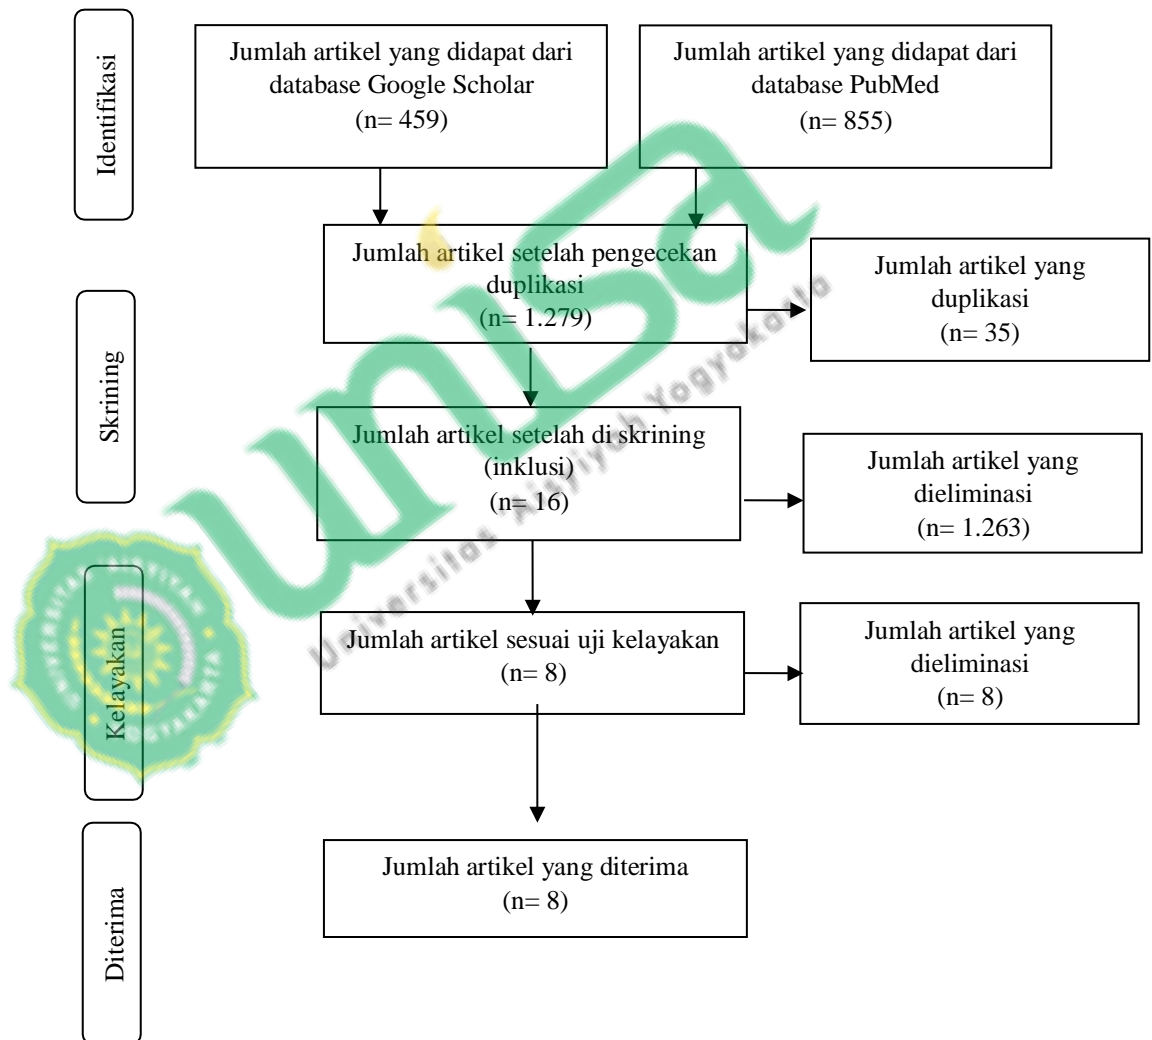 Identifikasi
Jumlah artikel yang didapat dari
database Google Scholar
(n= 459)
Jumlah artikel yang didapat dari
database PubMed
(n= 855)
Jumlah artikel setelah pengecekan
duplikasi
(n= 1.279)
Jumlah artikel yang
duplikasi
(n= 35)
Skrining
Jumlah artikel setelah di skrining
(inklusi)
(n= 16)
Jumlah artikel yang
dieliminasi
(n= 1.263)
Kelayakan
Jumlah artikel sesuai uji kelayakan
(n= 8)
Jumlah artikel yang
dieliminasi
(n= 8)
Diterima
Jumlah artikel yang diterima
(n= 8)
unisa
Universitas 'Aisyiyah Yogyakarta